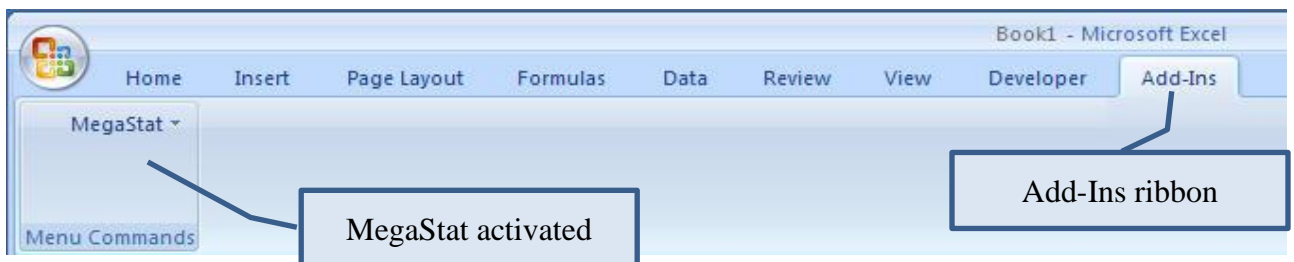 Book1 - Microsoft Excel
Home Insert Page Layout Formulas Data Review View Developer Add-Ins
MegaStat
Add-Ins ribbon
MegaStat activated
Menu Commands